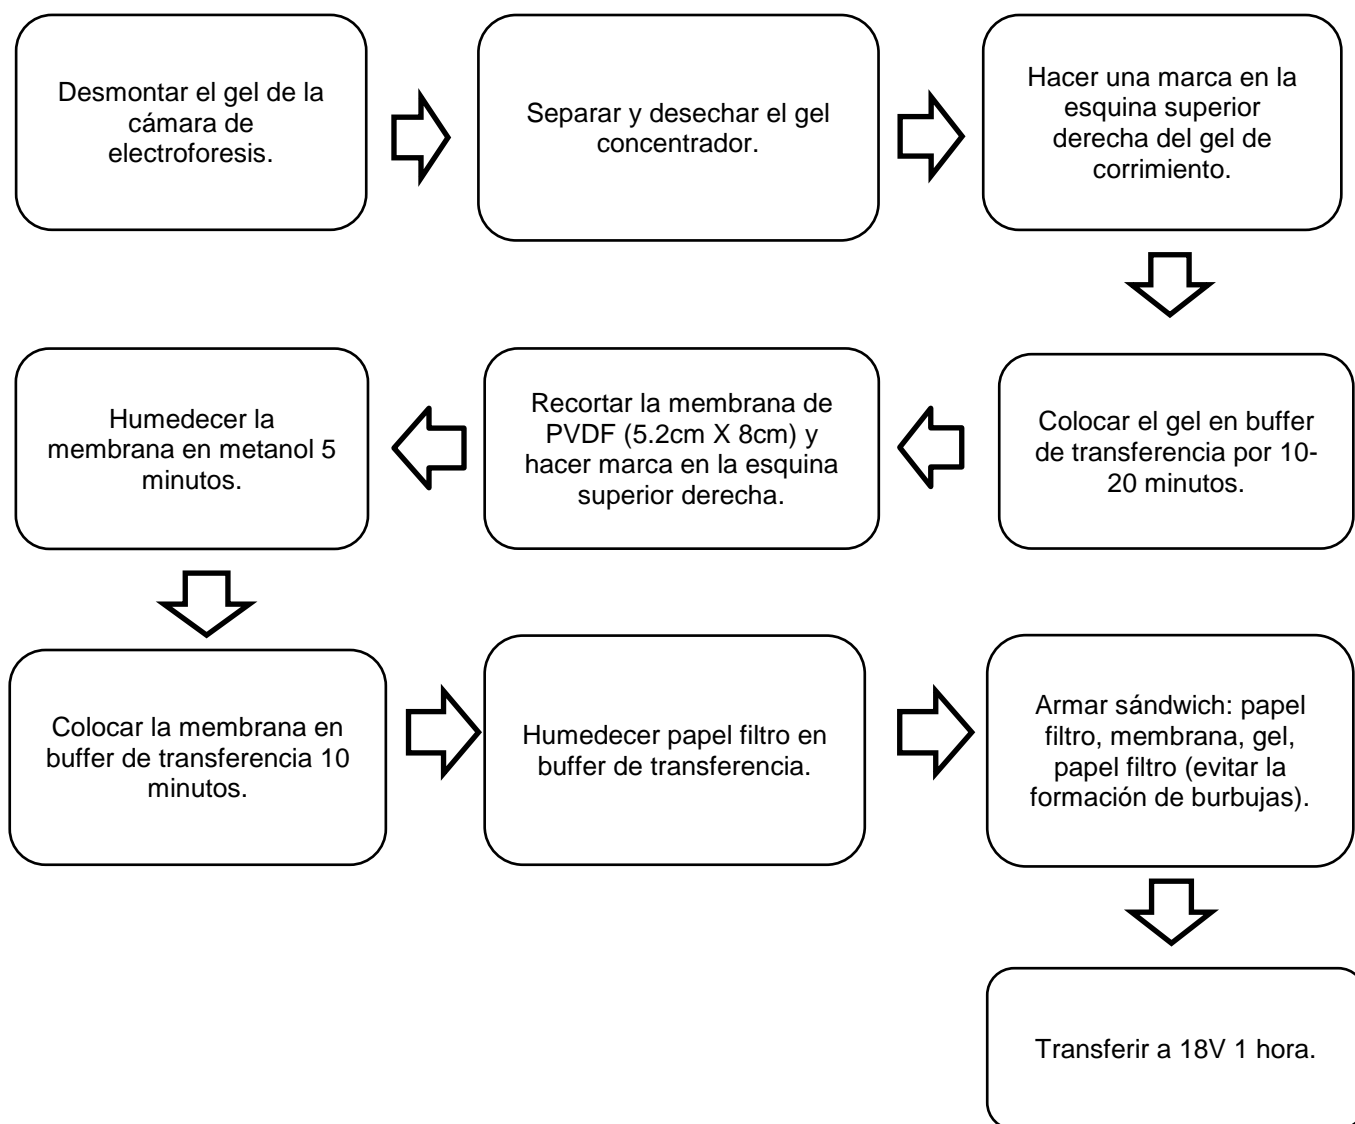 Desmontar el gel de la
cámara de
electroforesis.
Separar y desechar el gel
concentrador.
Hacer una marca en la
esquina superior
derecha del gel de
corrimiento.
Colocar el gel en buffer
de transferencia por 10-
20 minutos.
Recortar la membrana de
PVDF (5.2cm X 8cm) y
hacer marca en la esquina
superior derecha.
Humedecer la
membrana en metanol 5
minutos.
Colocar la membrana en
buffer de transferencia 10
minutos.
Humedecer papel filtro en
buffer de transferencia.
Armar sándwich: papel
filtro, membrana, gel,
papel filtro (evitar la
formación de burbujas).
Transferir a 18V 1 hora.